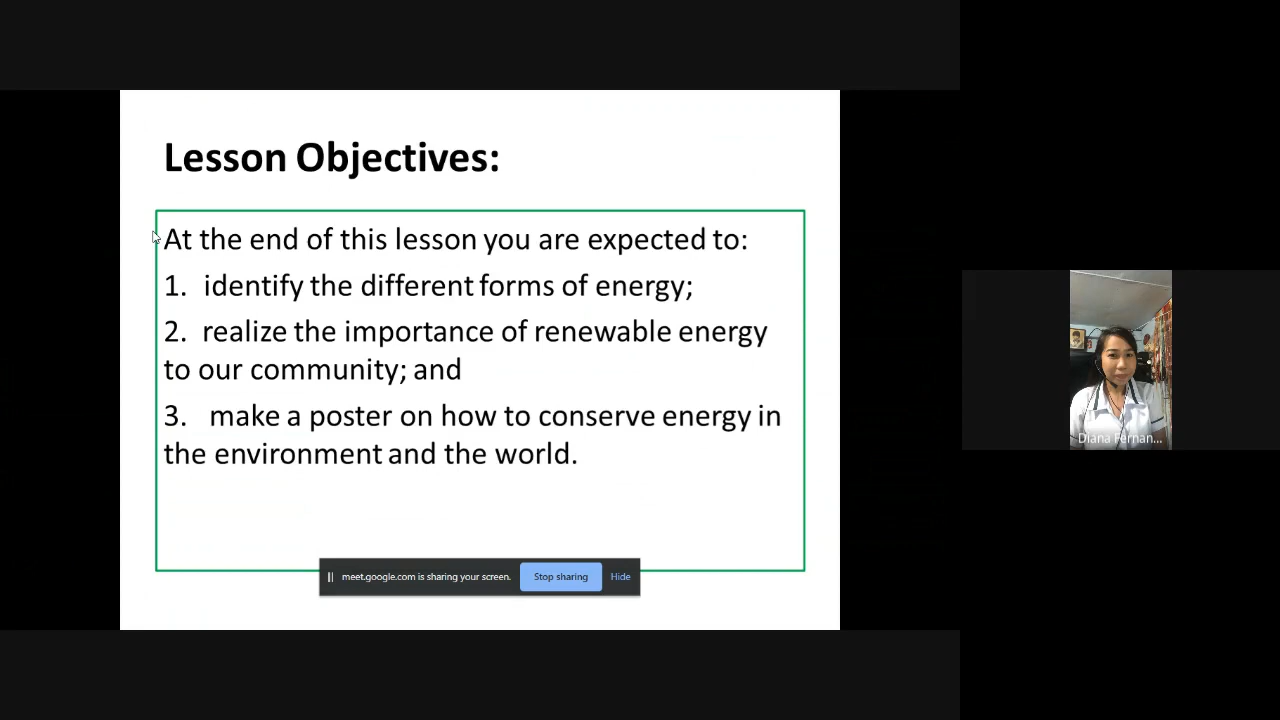 Lesson Objectives:
At the end of this lesson you are expected to:
1. identify the different forms of energy;
2. realize the importance of renewable energy
to our community; and
3. make a poster on how to conserve energy in
the environment and the world.
meet.google.com is sharing your screen. Stop sharing Hide
Diana Fernan...